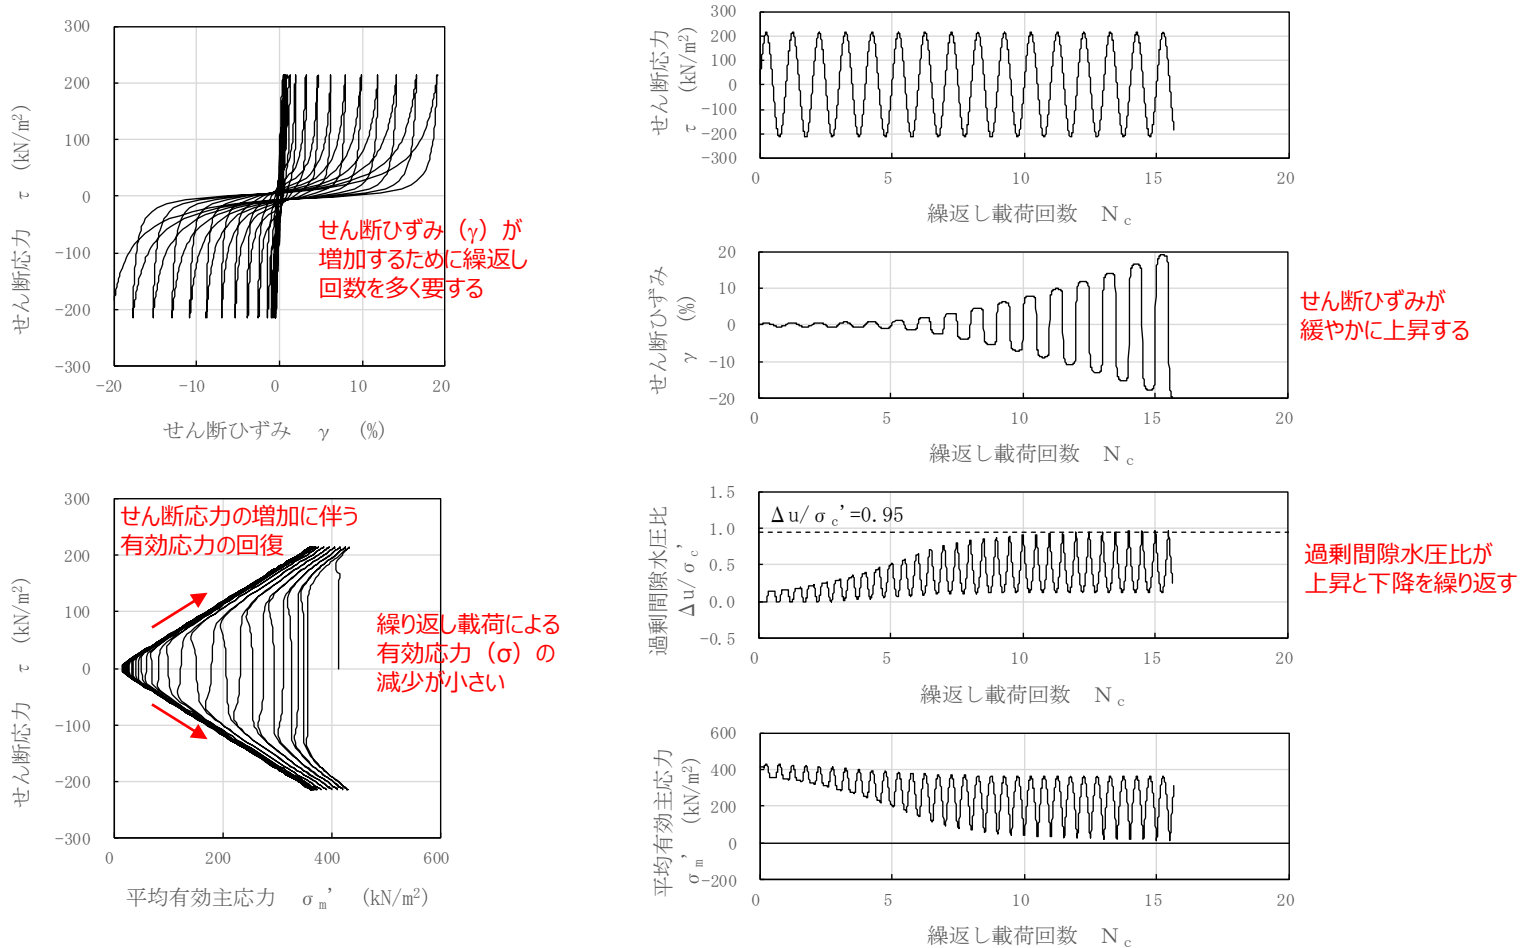 300
200
100
0
-100
-200
-300
せん断応力 τ (kN/m²)
-20
-10
0
10
20
せん断ひずみ γ (%)
せん断ひずみ（γ）が
増加するために繰返し
回数を多く要する
300
200
100
0
-100
-200
-300
せん断応力 τ (kN/m²)
0
200
400
600
平均有効主応力 σm' (kN/m²)
せん断応力の増加に伴う
有効応力の回復
繰り返し載荷による
有効応力（σ）の
減少が小さい
300
200
100
0
-100
-200
-300
せん断応力
τ (kN/m²)
0
5
10
15
20
繰返し載荷回数 Nc
20
10
0
-10
-20
せん断ひずみ
γ (%)
0
5
10
15
20
繰返し載荷回数 Nc
せん断ひずみが
緩やかに上昇する
1.5
1.0
0.5
0.0
-0.5
過剰間隙水圧比
Δu/σc'
Δu/σc'=0.95
0
5
10
15
20
繰返し載荷回数 Nc
過剰間隙水圧比が
上昇と下降を繰り返す
600
400
200
0
-200
平均有効主応力
σm' (kN/m²)
0
5
10
15
20
繰返し載荷回数 Nc